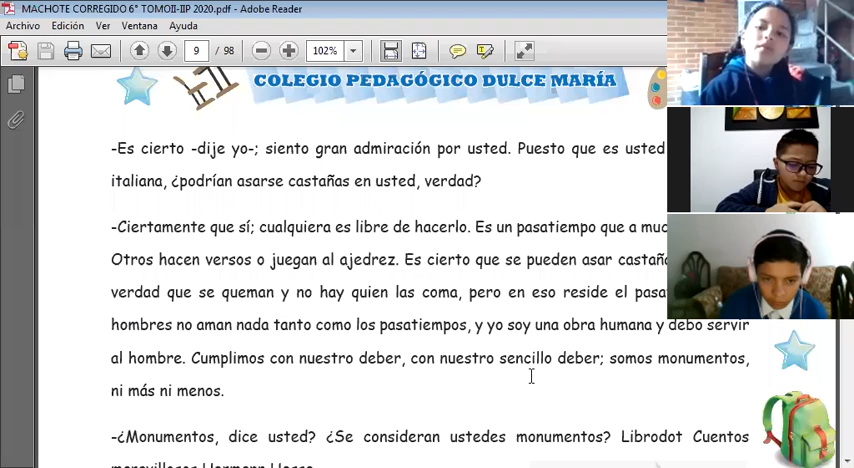 MACHOTE CORREGIDO 6° TOMOII-IIP 2020.pdf - Adobe Reader
Archivo Edición Ver Ventana Ayuda
9 / 98 102%
COLEGIO PEDAGÓGICO DULCE MARÍA
-Es cierto -dije yo-; siento gran admiración por usted. Puesto que es usted
italiana, ¿podrían asarse castañas en usted, verdad?
-Ciertamente que sí; cualquiera es libre de hacerlo. Es un pasatiempo que a
Otros hacen versos o juegan al ajedrez. Es cierto que se pueden asar
verdad que se queman y no hay quien las coma, pero en eso reside el
hombres no aman nada tanto como los pasatiempos, y yo soy una obra humana y debo servir
al hombre. Cumplimos con nuestro deber, con nuestro sencillo deber; somos monumentos,
ni más ni menos.
-¿Monumentos, dice usted? ¿Se consideran ustedes monumentos? Librodot Cuentos